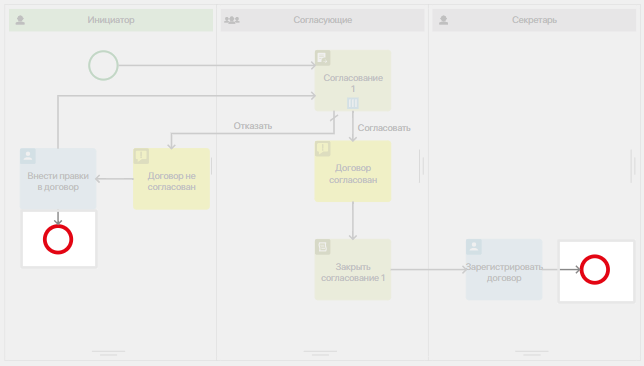 Инициатор
Согласующие
Секретарь
Согласование
1
Отказать
Согласовать
Внести правки
в договор
Договор не
согласован
Договор
согласован
Закрыть
согласование 1
Зарегистрировать
договор